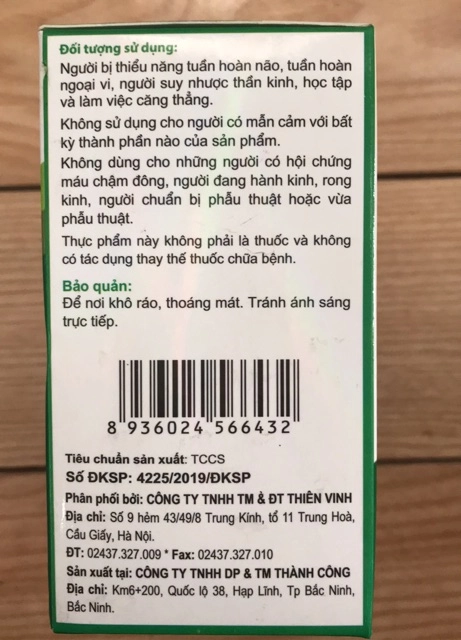 Đối tượng sử dụng:
Người bị thiểu năng tuần hoàn não, tuần hoàn
ngoại vi, người suy nhược thần kinh, học tập
và làm việc căng thẳng.
Không sử dụng cho người có mẫn cảm với bất
kỳ thành phần nào của sản phẩm.
Không dùng cho những người có hội chứng
máu chậm đông, người đang hành kinh, rong
kinh, người chuẩn bị phẫu thuật hoặc vừa
phẫu thuật.
Thực phẩm này không phải là thuốc và không
có tác dụng thay thế thuốc chữa bệnh.
Bảo quản:
Để nơi khô ráo, thoáng mát. Tránh ánh sáng
trực tiếp.
8 936024 566432
Tiêu chuẩn sản xuất: TCCS
Số ĐKSP: 4225/2019/ĐKSP
Phân phối bởi: CÔNG TY TNHH TM & ĐT THIÊN VINH
Địa chỉ: Số 9 hẻm 43/49/8 Trung Kính, tổ 11 Trung Hoà,
Cầu Giấy, Hà Nội.
ĐT: 02437.327.009 * Fax: 02437.327.010
Sản xuất tại: CÔNG TY TNHH DP & TM THÀNH CÔNG
Địa chỉ: Km6+200, Quốc lộ 38, Hạp Lĩnh, Tp Bắc Ninh,
Bắc Ninh.